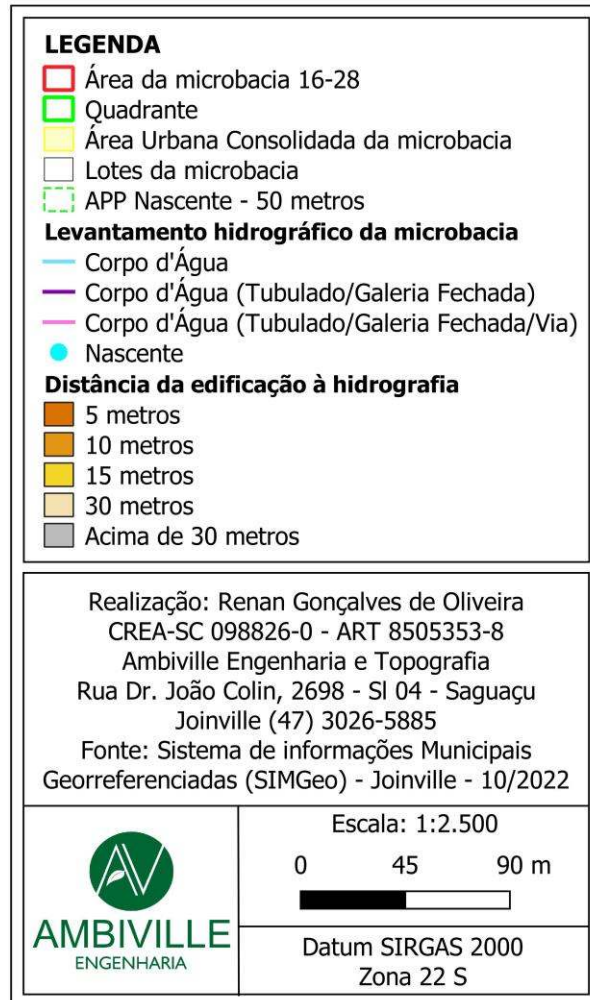 LEGENDA
Área da microbacia 16-28
Quadrante
Área Urbana Consolidada da microbacia
Lotes da microbacia
APP Nascente - 50 metros
Levantamento hidrográfico da microbacia
Corpo d'Água
Corpo d'Água (Tubulado/Galeria Fechada)
Corpo d'Água (Tubulado/Galeria Fechada/Via)
Nascente
Distância da edificação à hidrografia
5 metros
10 metros
15 metros
30 metros
Acima de 30 metros
Realização: Renan Gonçalves de Oliveira
CREA-SC 098826-0 - ART 8505353-8
Ambiville Engenharia e Topografia
Rua Dr. João Colin, 2698 - Sl 04 - Saguaçu
Joinville (47) 3026-5885
Fonte: Sistema de informações Municipais
Georreferenciadas (SIMGeo) - Joinville - 10/2022
AMBIVILLE
ENGENHARIA
Escala: 1:2.500
0 45 90 m
Datum SIRGAS 2000
Zona 22 S